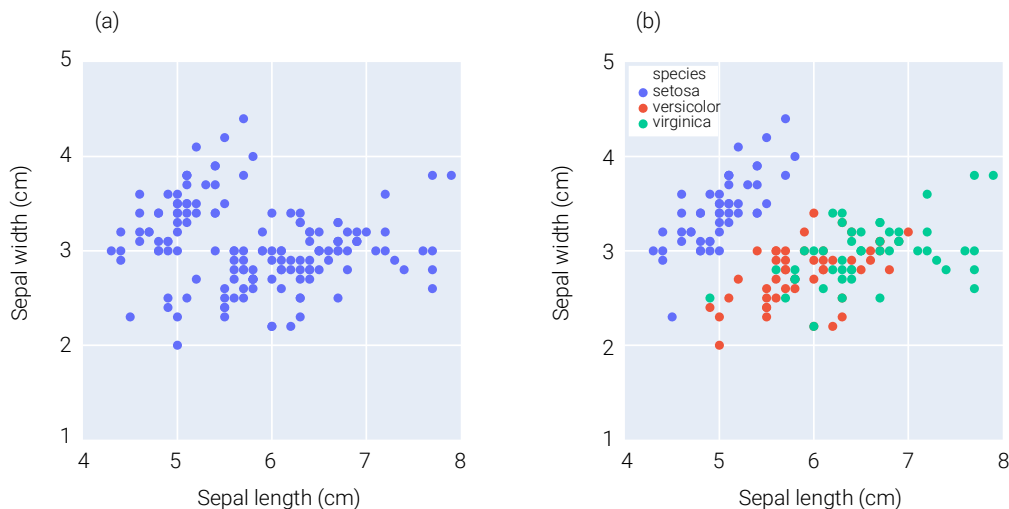 (a)
5
4
3
2
1
4 5 6 7 8
Sepal width (cm)
Sepal length (cm)
(b)
5
4
3
2
1
4 5 6 7 8
Sepal width (cm)
Sepal length (cm)
species
setosa
versicolor
virginica